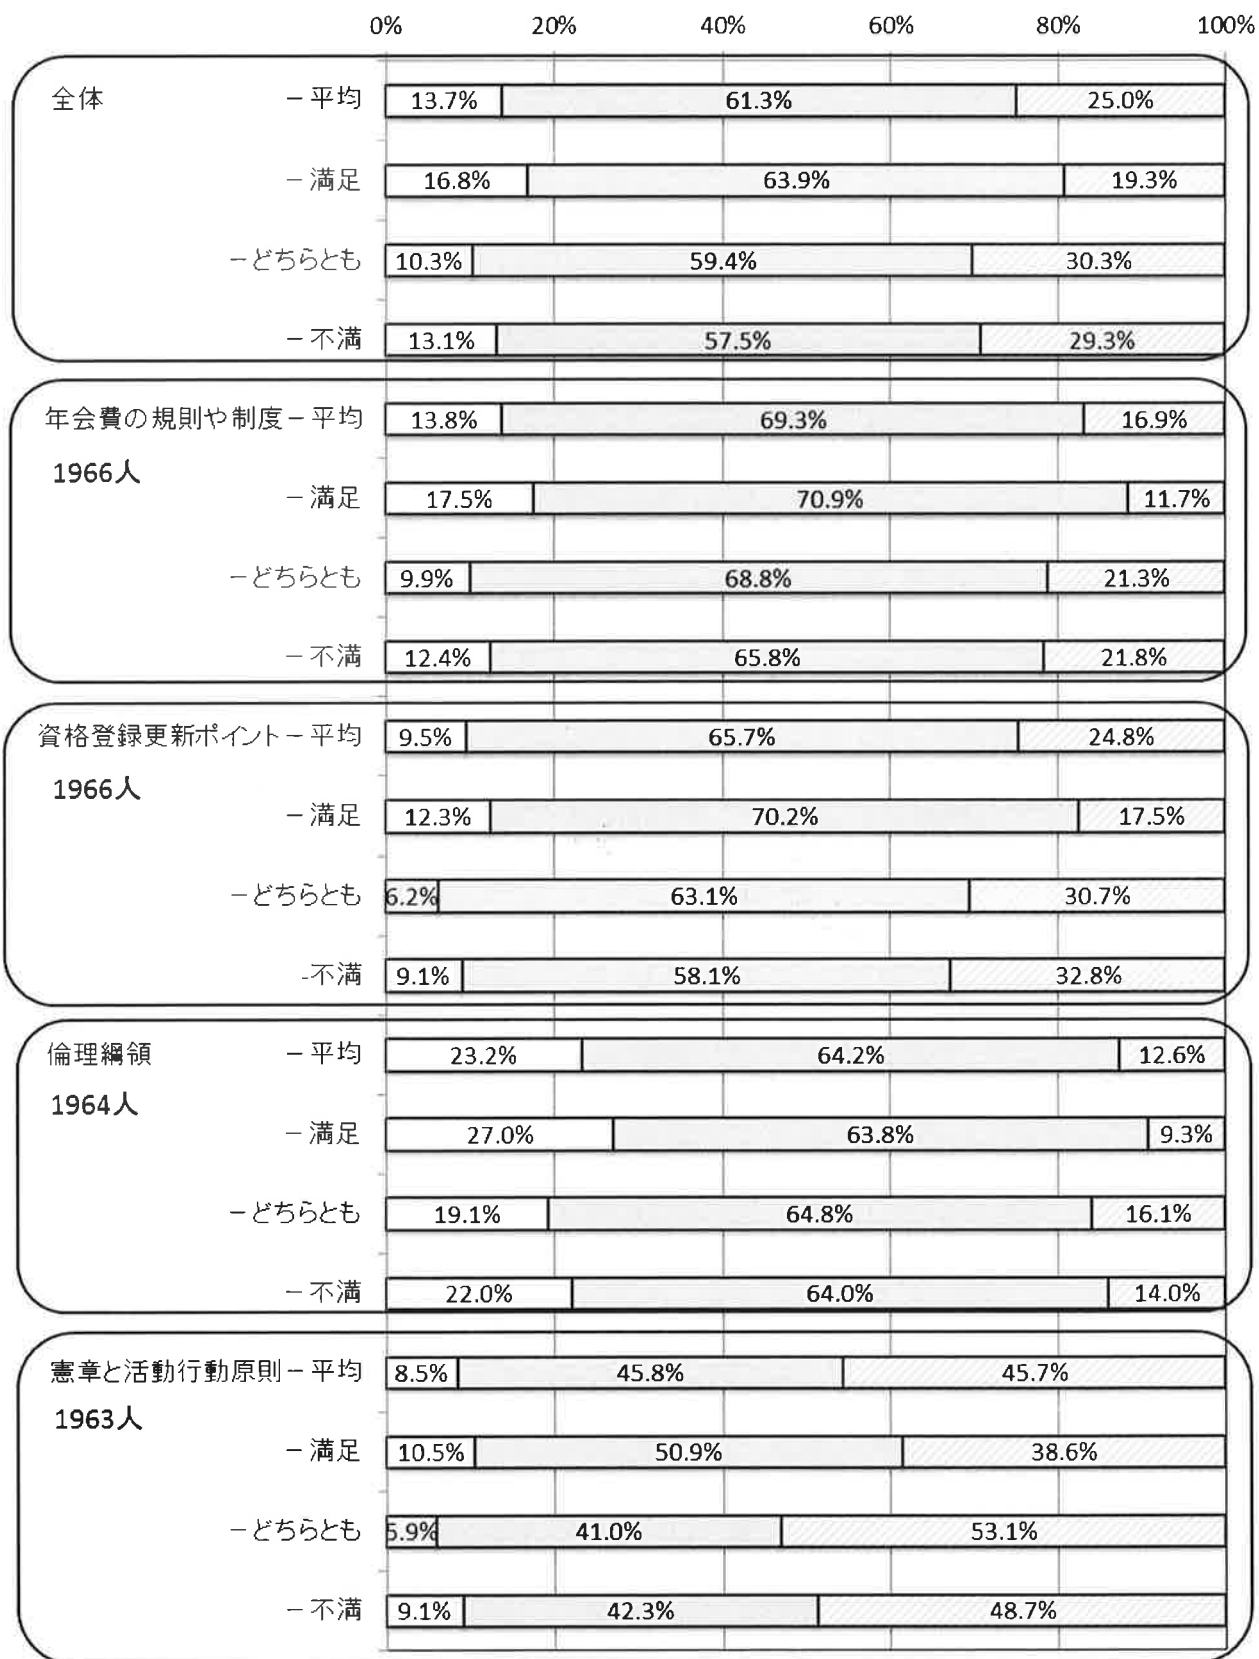 0% 20% 40% 60% 80% 100%
全体 －平均 13.7% 61.3% 25.0%
－満足 16.8% 63.9% 19.3%
－どちらとも 10.3% 59.4% 30.3%
－不満 13.1% 57.5% 29.3%
年会費の規則や制度－平均 13.8% 69.3% 16.9%
1966人
－満足 17.5% 70.9% 11.7%
－どちらとも 9.9% 68.8% 21.3%
－不満 12.4% 65.8% 21.8%
資格登録更新ポイント－平均 9.5% 65.7% 24.8%
1966人
－満足 12.3% 70.2% 17.5%
－どちらとも 6.2% 63.1% 30.7%
-不満 9.1% 58.1% 32.8%
倫理綱領 －平均 23.2% 64.2% 12.6%
1964人
－満足 27.0% 63.8% 9.3%
－どちらとも 19.1% 64.8% 16.1%
－不満 22.0% 64.0% 14.0%
憲章と活動行動原則－平均 8.5% 45.8% 45.7%
1963人
－満足 10.5% 50.9% 38.6%
－どちらとも 5.9% 41.0% 53.1%
－不満 9.1% 42.3% 48.7%